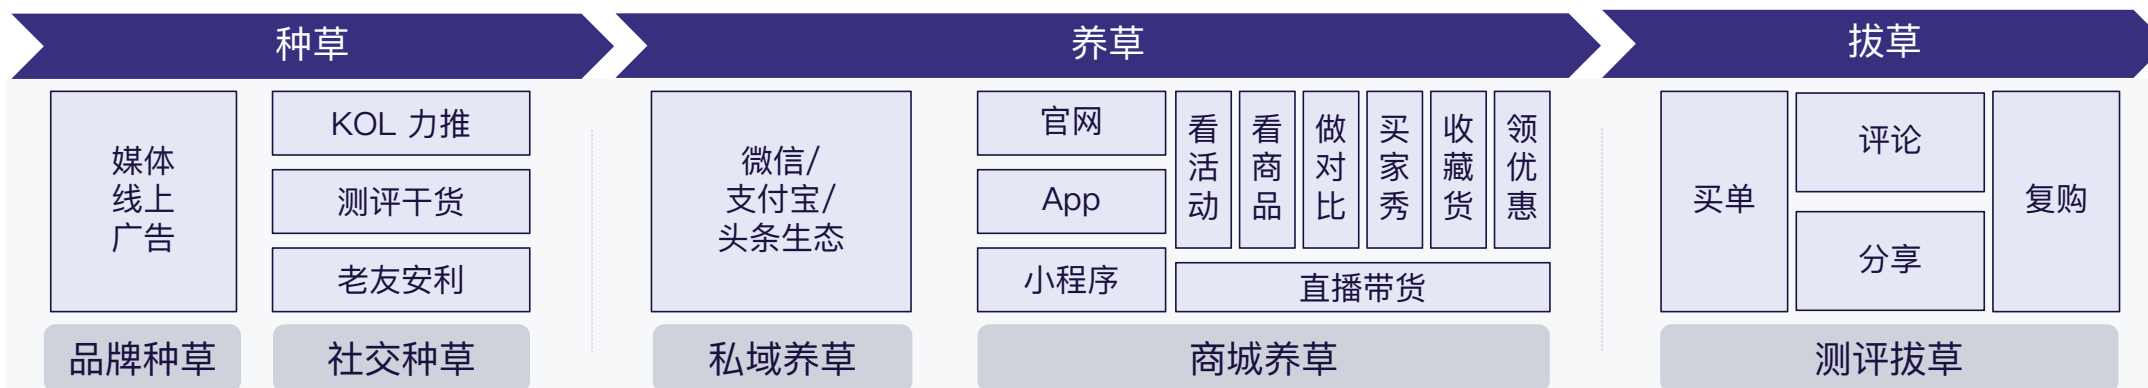 种草
养草
拔草
媒体
线上
广告
KOL 力推
测评干货
老友安利
微信/
支付宝/
头条生态
官网
App
小程序
看活动
看商品
做对比
买家秀
收藏货
领优惠
直播带货
买单
评论
分享
复购
品牌种草
社交种草
私域养草
商城养草
测评拔草